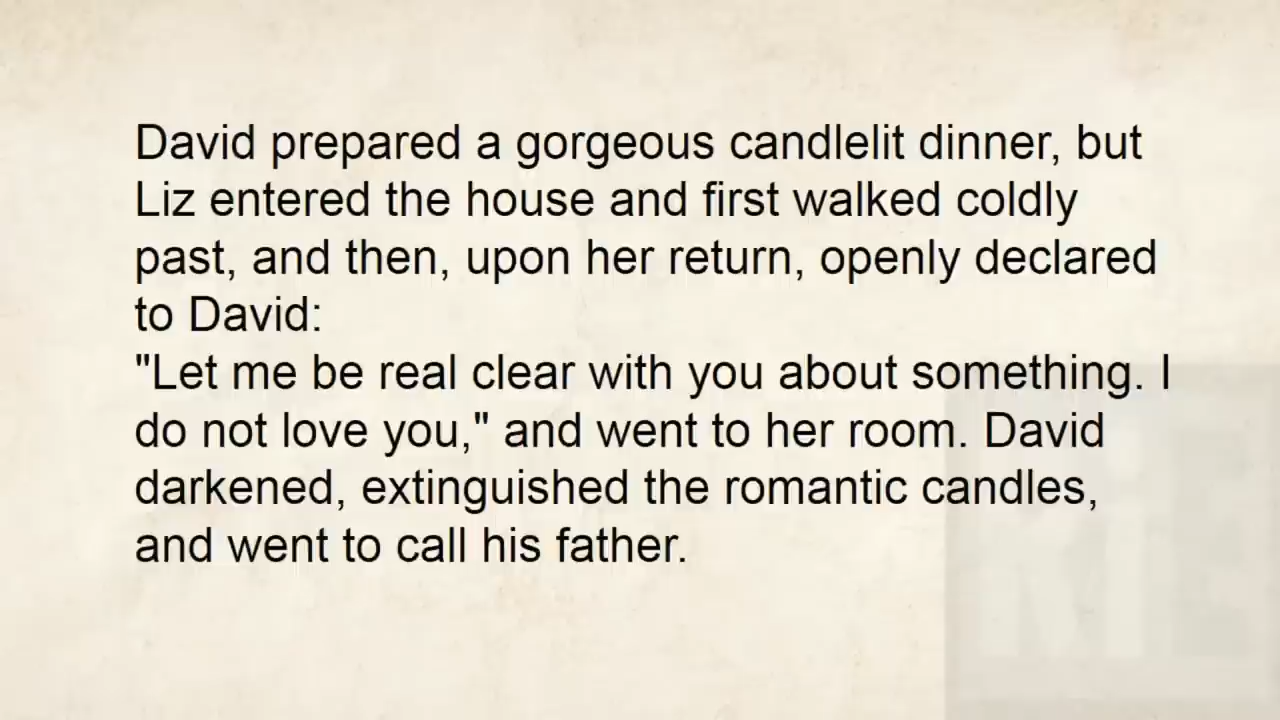 David prepared a gorgeous candlelit dinner, but
Liz entered the house and first walked coldly
past, and then, upon her return, openly declared
to David:
"Let me be real clear with you about something. I
do not love you," and went to her room. David
darkened, extinguished the romantic candles,
and went to call his father.